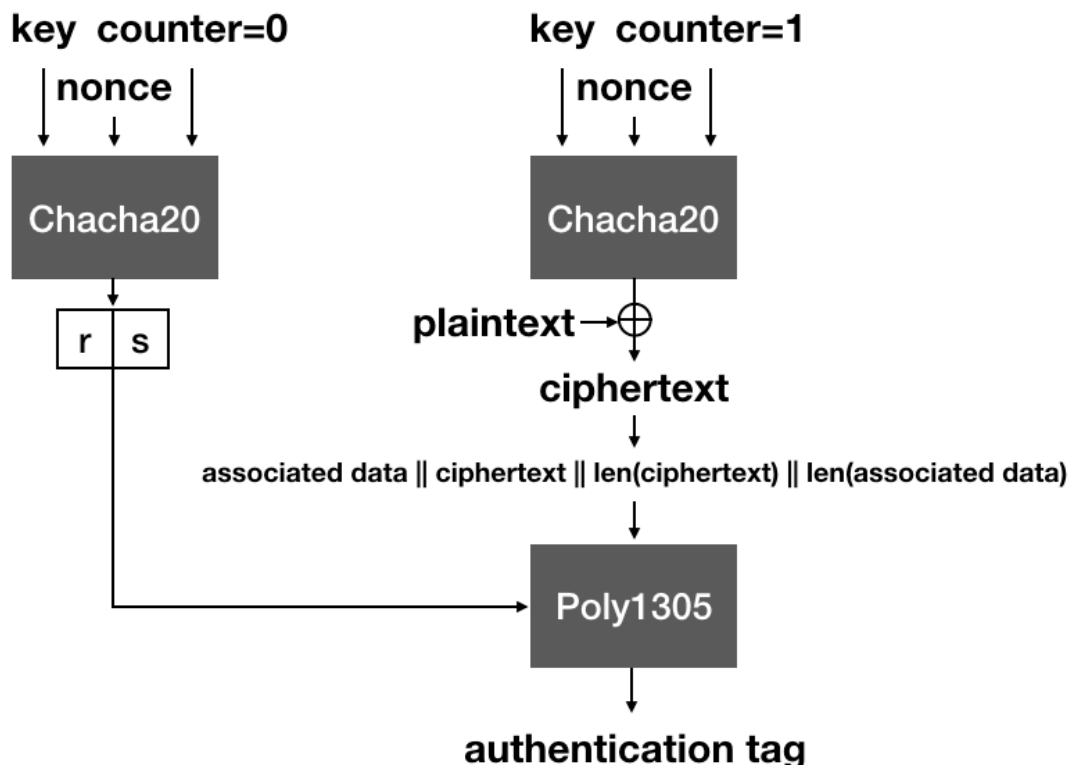 key counter=0
nonce
Chacha20
r s
key counter=1
nonce
Chacha20
plaintext
ciphertext
associated data || ciphertext || len(ciphertext) || len(associated data)
Poly1305
authentication tag